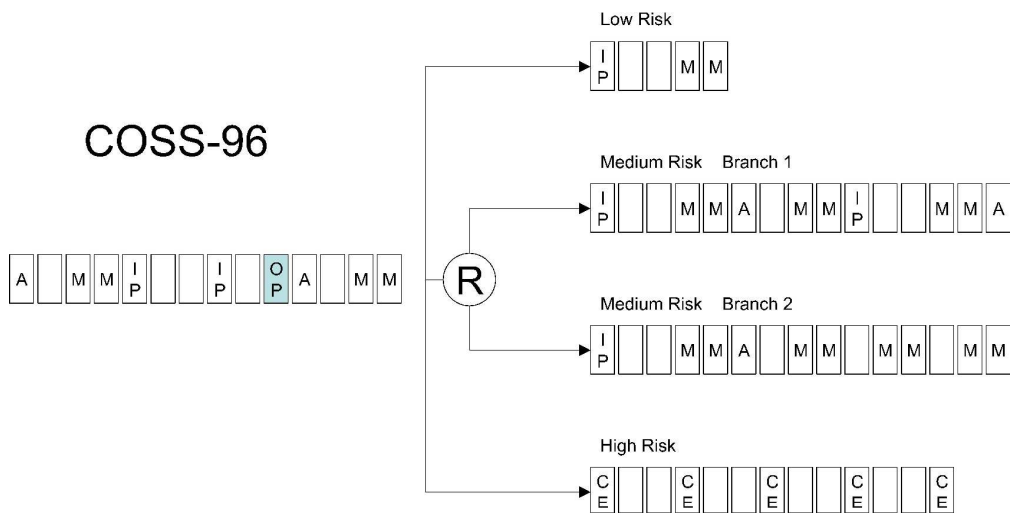 Low Risk
I P M M
COSS-96
Medium Risk Branch 1
I P M M A M M I P M M A
A M M I P I P O P A M M
R
Medium Risk Branch 2
I P M M A M M M M M M
High Risk
C E C E C E C E C E